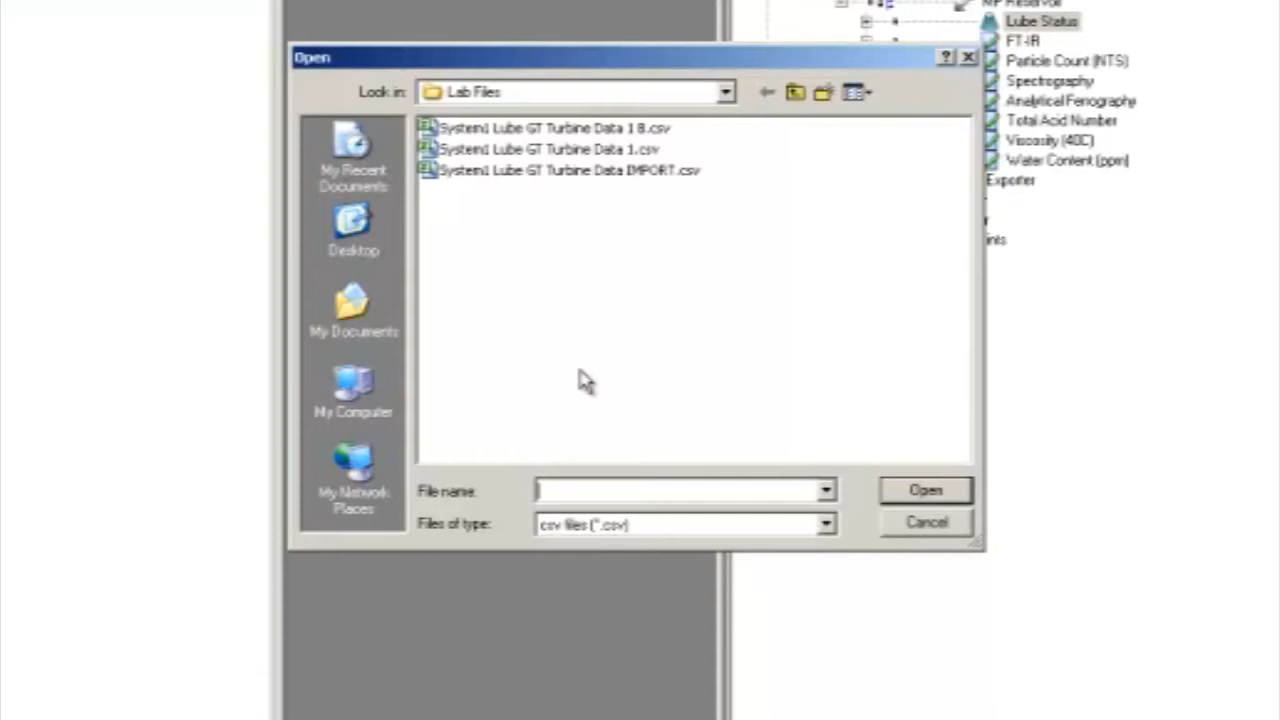 MP Reservoir
Lube Status
FT-IR
Particle Count (NTS)
Spectrography
Analytical Ferrography
Total Acid Number
Viscosity (40C)
Water Content (ppm)
Exporter
ints
Open
Look in:
Lab Files
System1 Lube GT Turbine Data 1 B.csv
System1 Lube GT Turbine Data 1.csv
System1 Lube GT Turbine Data IMPORT.csv
My Recent
Documents
Desktop
My Documents
My Computer
My Network
Places
File name:
Open
Files of type:
csv files (*.csv)
Cancel